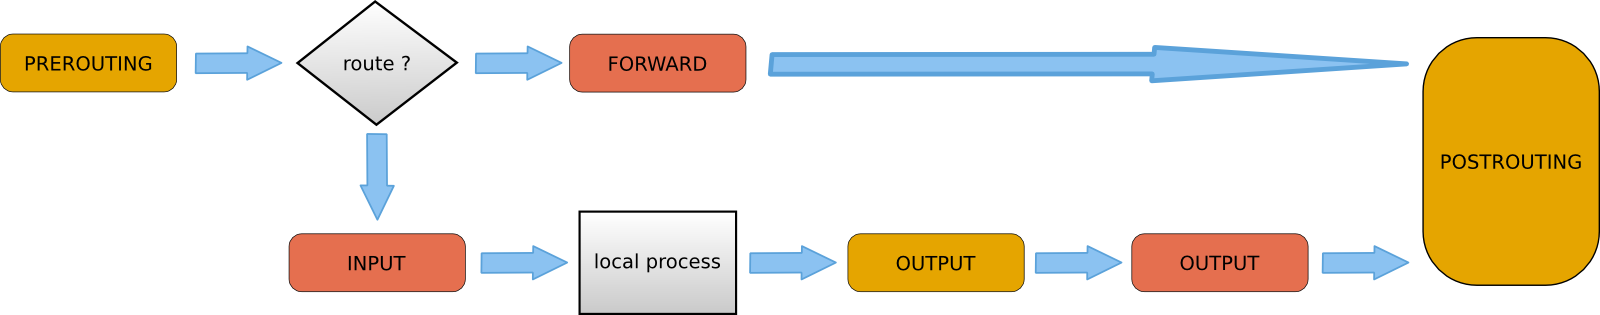 PREROUTING
route ?
FORWARD
POSTROUTING
INPUT
local process
OUTPUT
OUTPUT